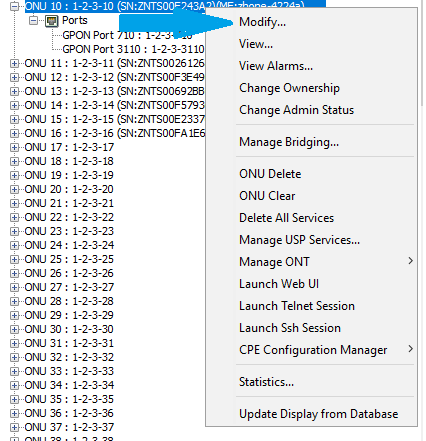 ONU 10 : 1-2-3-10 (SN:ZNTS00F243A2)(ME:zhone-4224a)
Ports
GPON Port 710 : 1-2-3-710
GPON Port 3110 : 1-2-3-3110
ONU 11 : 1-2-3-11 (SN:ZNTS0026126
ONU 12 : 1-2-3-12 (SN:ZNTS00F3E49
ONU 13 : 1-2-3-13 (SN:ZNTS00692BB
ONU 14 : 1-2-3-14 (SN:ZNTS00F5793
ONU 15 : 1-2-3-15 (SN:ZNTS00E2337
ONU 16 : 1-2-3-16 (SN:ZNTS00FA1E6
ONU 17 : 1-2-3-17
ONU 18 : 1-2-3-18
ONU 19 : 1-2-3-19
ONU 20 : 1-2-3-20
ONU 21 : 1-2-3-21
ONU 22 : 1-2-3-22
ONU 23 : 1-2-3-23
ONU 24 : 1-2-3-24
ONU 25 : 1-2-3-25
ONU 26 : 1-2-3-26
ONU 27 : 1-2-3-27
ONU 28 : 1-2-3-28
ONU 29 : 1-2-3-29
ONU 30 : 1-2-3-30
ONU 31 : 1-2-3-31
ONU 32 : 1-2-3-32
ONU 33 : 1-2-3-33
ONU 34 : 1-2-3-34
ONU 35 : 1-2-3-35
ONU 36 : 1-2-3-36
ONU 37 : 1-2-3-37
ONU 38 : 1-2-3-38
Modify...
View...
View Alarms...
Change Ownership
Change Admin Status
Manage Bridging...
ONU Delete
ONU Clear
Delete All Services
Manage USP Services...
Manage ONT
Launch Web UI
Launch Telnet Session
Launch Ssh Session
CPE Configuration Manager
Statistics...
Update Display from Database